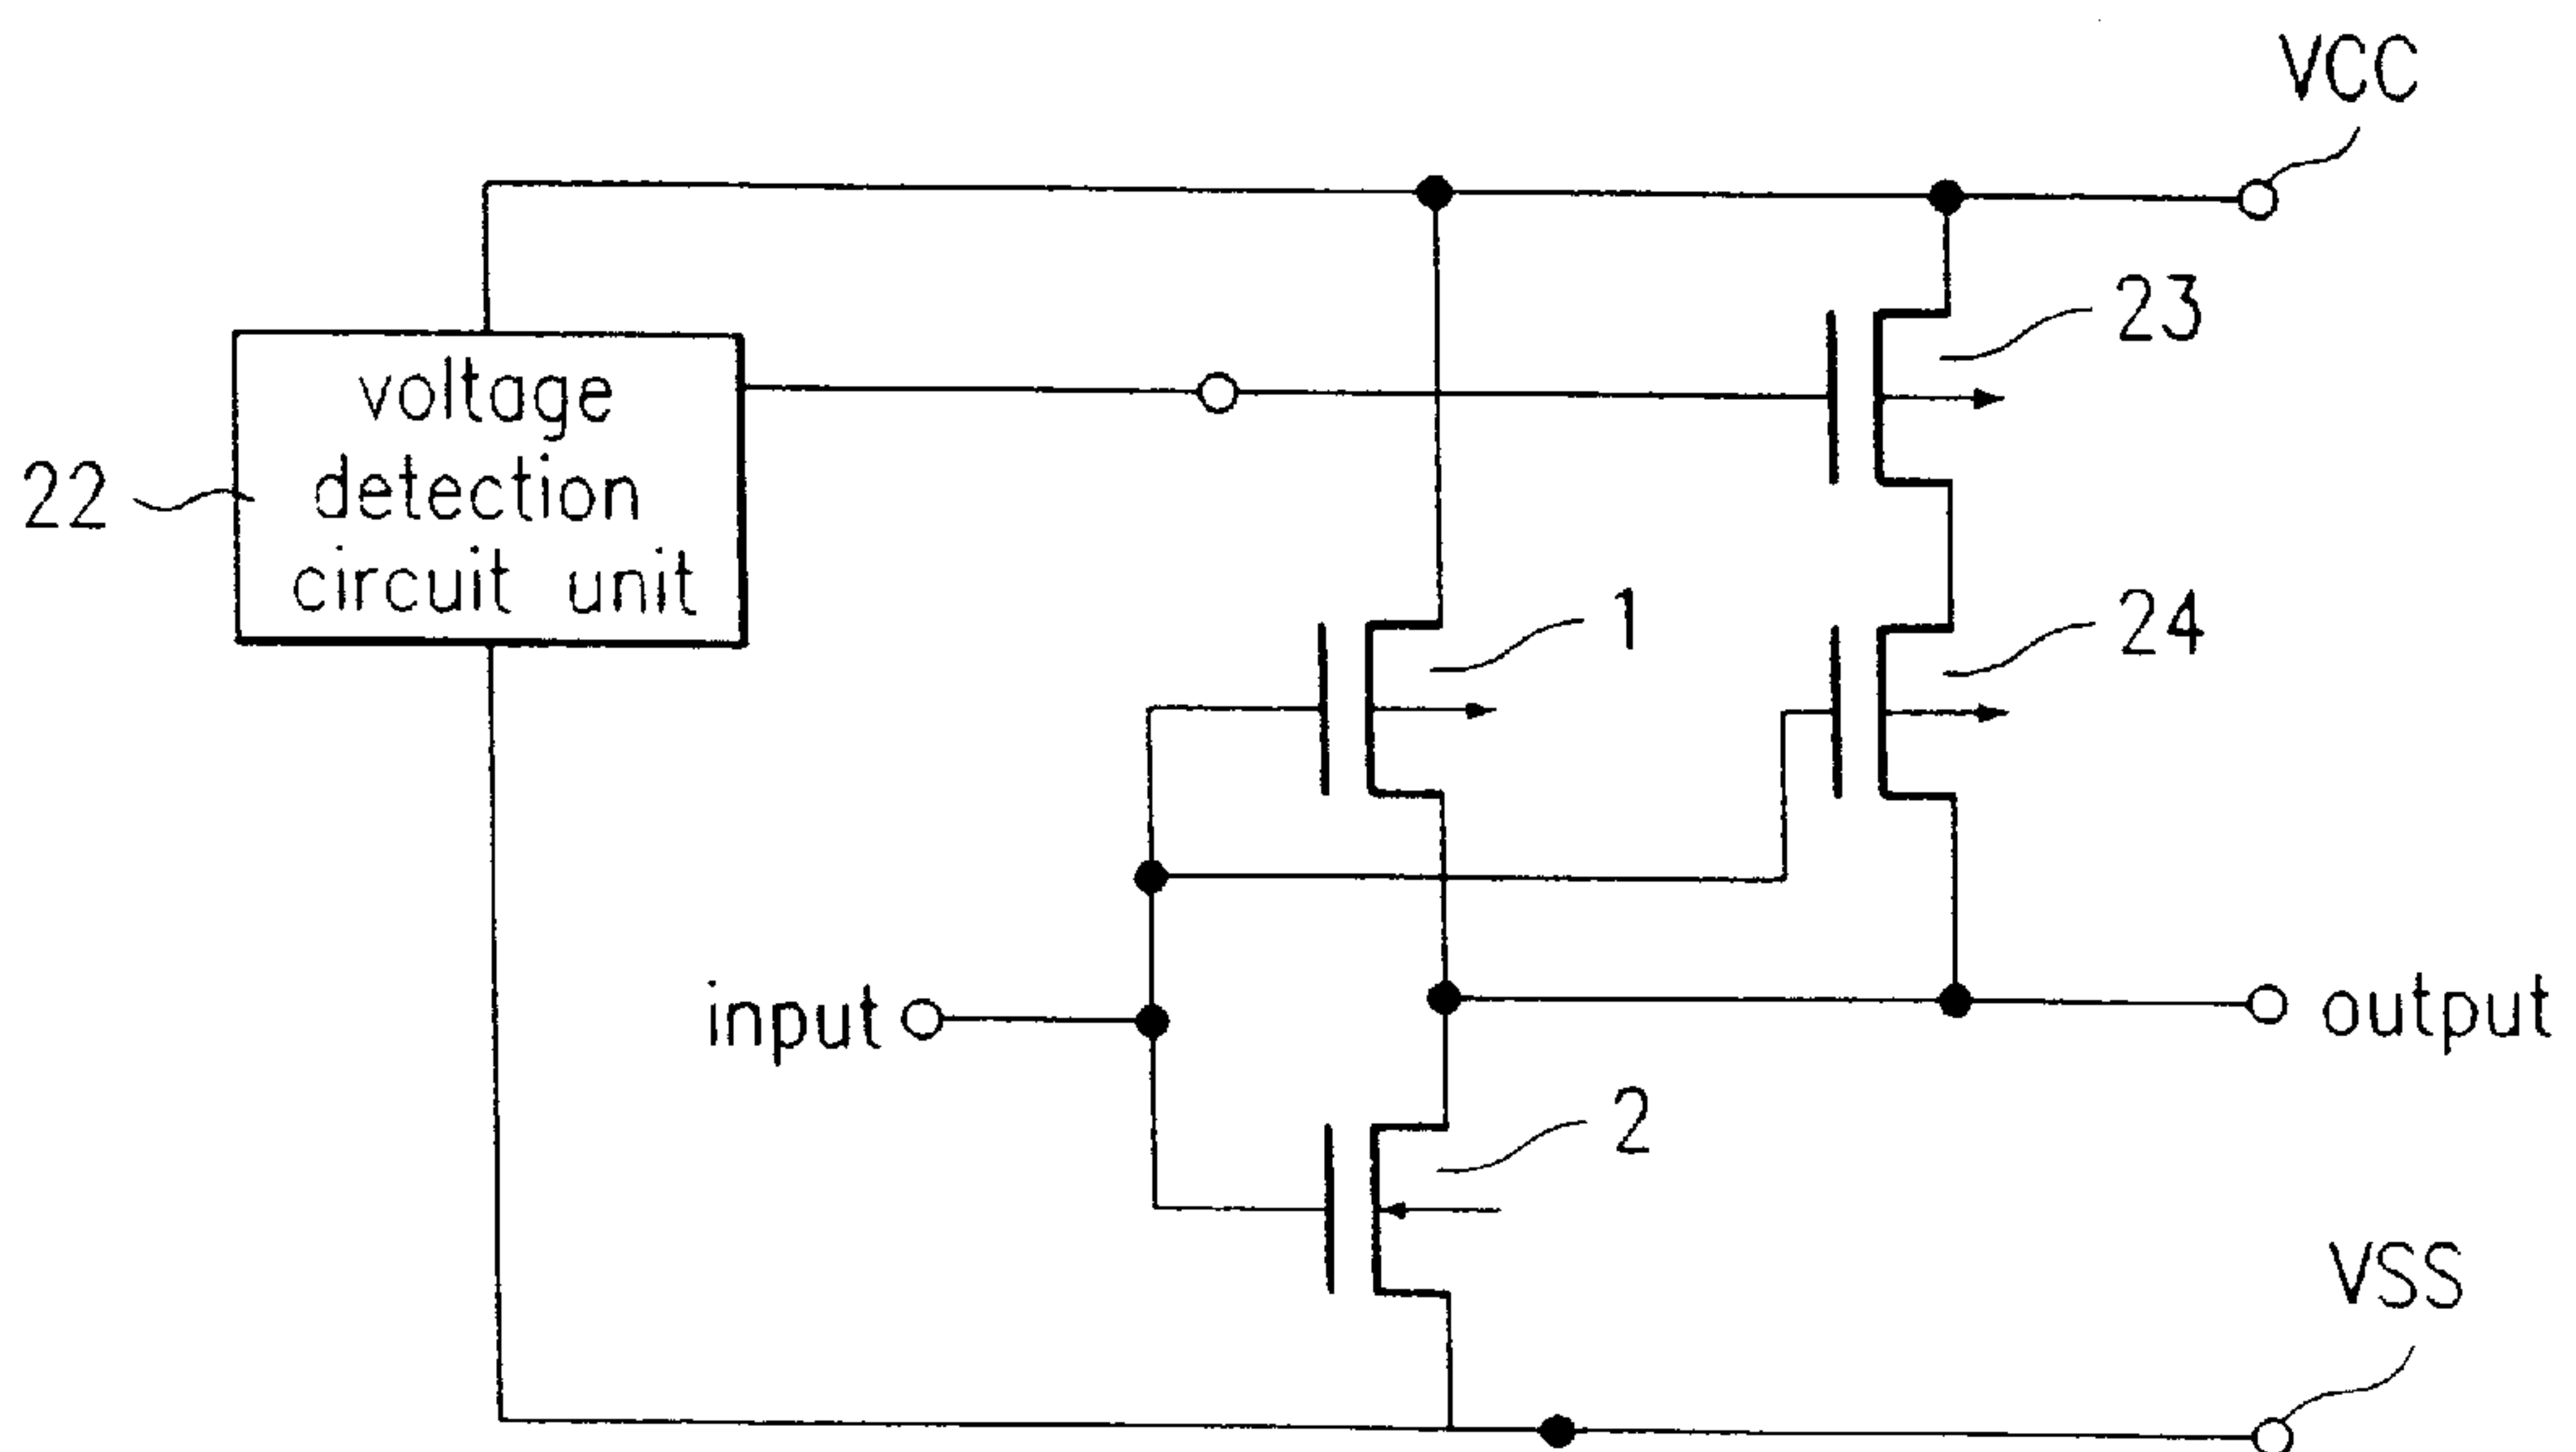 VCC
23
voltage
detection
circuit unit
22
1
24
input
output
2
VSS